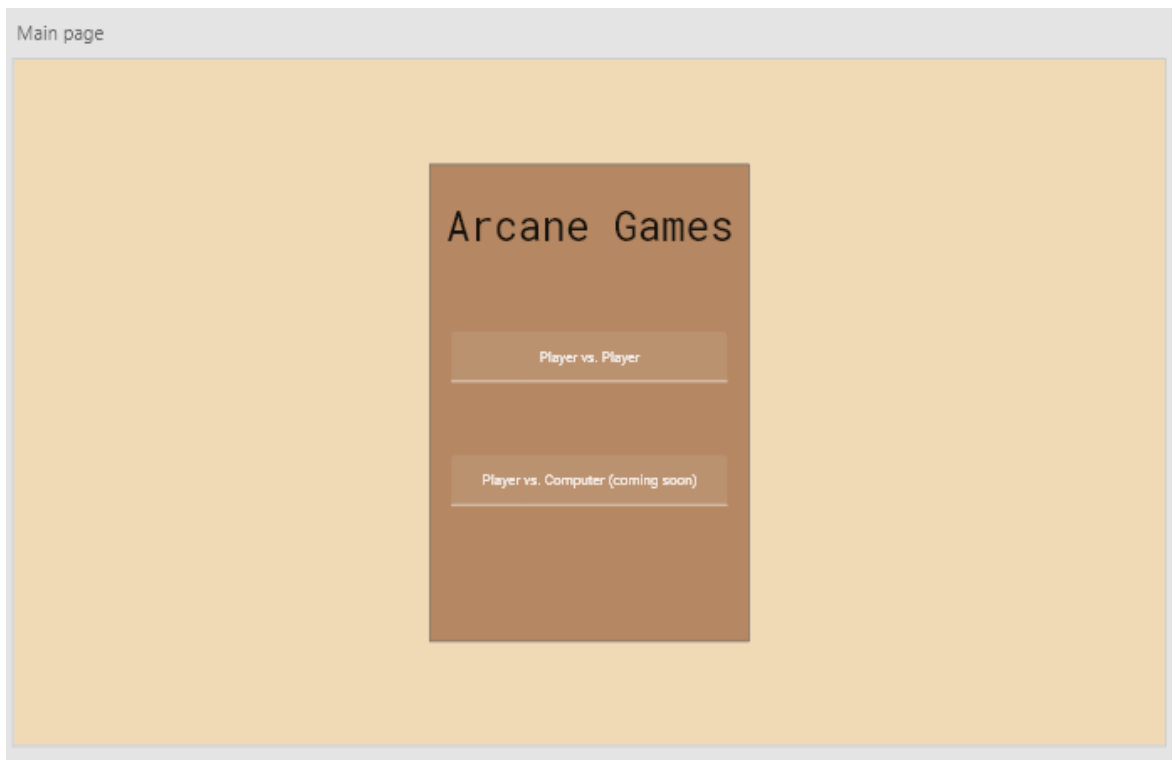 Main page
Arcane Games
Player vs. Player
Player vs. Computer (coming soon)